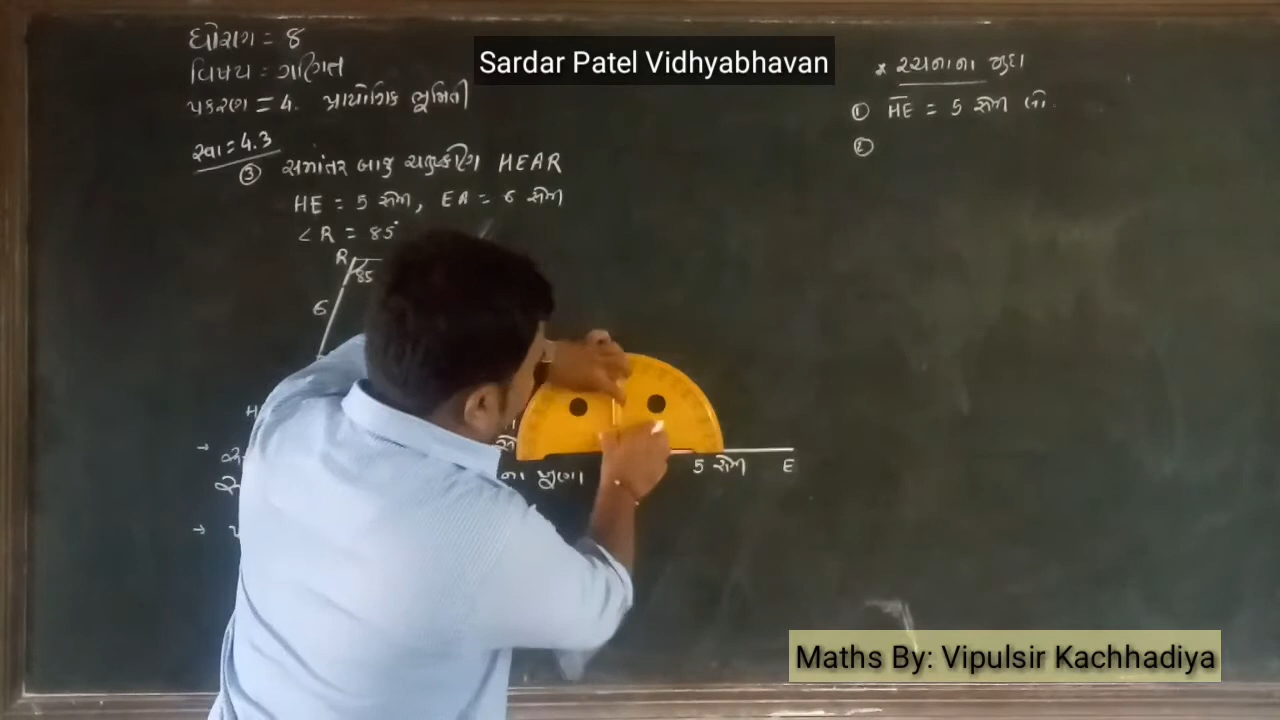 ધોરણ = 8
વિષય = ગણિત
પ્રકરણ = 4. પ્રાયોગિક ભૂમિતી
સ્વા = 4.3
③ સમાંતર બાજુ ચતુષ્કોણ HEAR
HE = 5 સેમી, EA = 6 સેમી
∠R = 85°
R
85
6
H
ના ખૂણા
5 સેમી E
Sardar Patel Vidhyabhavan
* રચનાના મુદ્દા
① HE = 5 સેમી લો.
②
Maths By: Vipulsir Kachhadiya